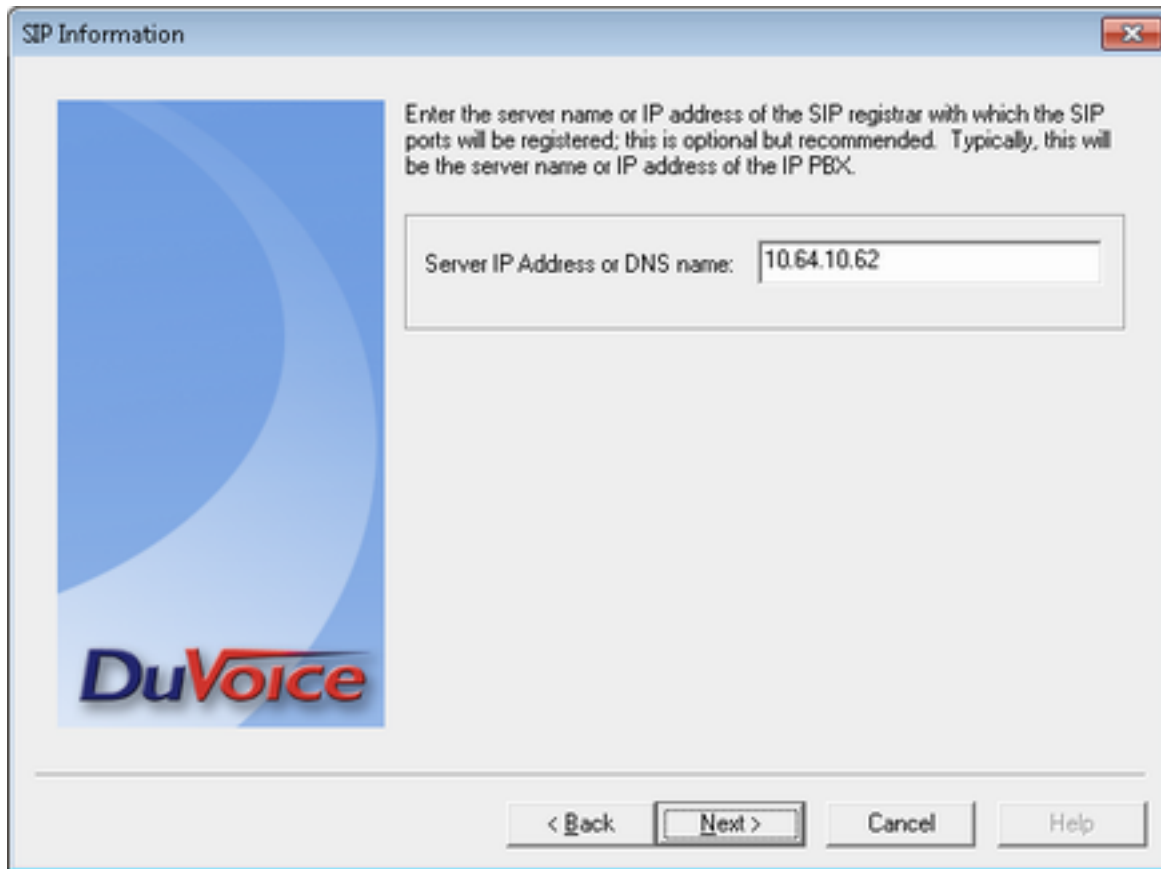 SIP Information
Enter the server name or IP address of the SIP registrar with which the SIP
ports will be registered; this is optional but recommended. Typically, this will
be the server name or IP address of the IP PBX.
Server IP Address or DNS name: 10.64.10.62
DuVoice
< Back Next > Cancel Help